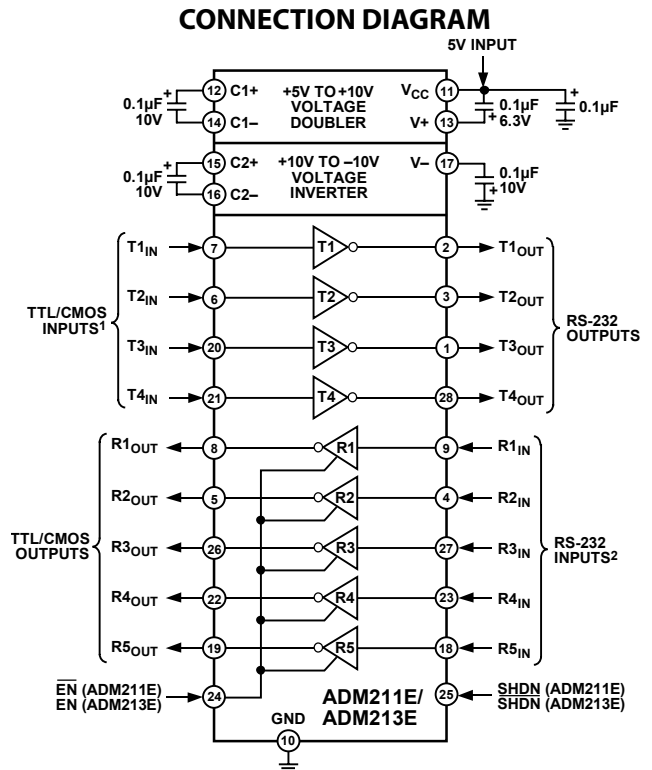 CONNECTION DIAGRAM
5V INPUT
0.1µF
10V
+
12
C1+
14
C1–
+5V TO +10V
VOLTAGE
DOUBLER
VCC
11
V+
13
+
0.1µF
6.3V
+
0.1µF
0.1µF
10V
+
15
C2+
16
C2–
+10V TO –10V
VOLTAGE
INVERTER
V–
17
+
0.1µF
10V
TTL/CMOS
INPUTS1
T1IN
7
T1
2
T1OUT
T2IN
6
T2
3
T2OUT
T3IN
20
T3
1
T3OUT
T4IN
21
T4
28
T4OUT
RS-232
OUTPUTS
TTL/CMOS
OUTPUTS
R1OUT
8
R1
9
R1IN
R2OUT
5
R2
4
R2IN
R3OUT
26
R3
27
R3IN
R4OUT
22
R4
23
R4IN
R5OUT
19
R5
18
R5IN
RS-232
INPUTS2
EN (ADM211E)
EN (ADM213E)
24
ADM211E/
ADM213E
25
SHDN (ADM211E)
SHDN (ADM213E)
GND
10